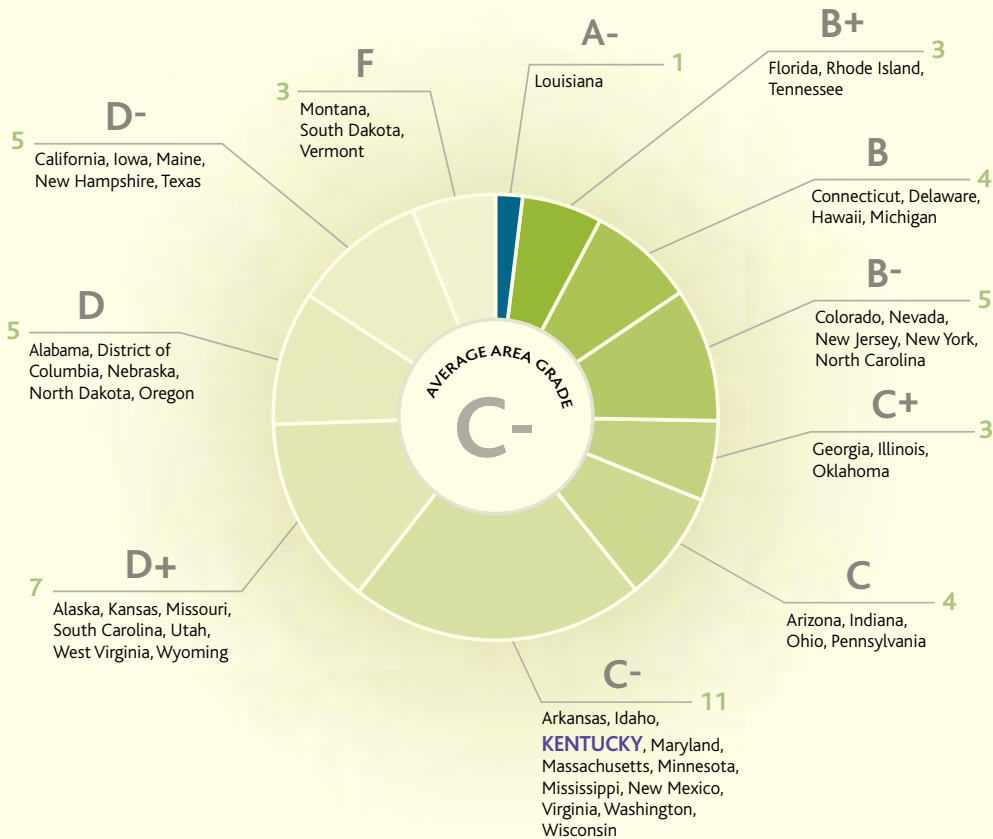 A-
1
Louisiana
B+
3
Florida, Rhode Island,
Tennessee
B
4
Connecticut, Delaware,
Hawaii, Michigan
B-
5
Colorado, Nevada,
New Jersey, New York,
North Carolina
C+
3
Georgia, Illinois,
Oklahoma
C
4
Arizona, Indiana,
Ohio, Pennsylvania
C-
11
Arkansas, Idaho,
KENTUCKY, Maryland,
Massachusetts, Minnesota,
Mississippi, New Mexico,
Virginia, Washington,
Wisconsin
D+
7
Alaska, Kansas, Missouri,
South Carolina, Utah,
West Virginia, Wyoming
D
5
Alabama, District of
Columbia, Nebraska,
North Dakota, Oregon
D-
5
California, Iowa, Maine,
New Hampshire, Texas
F
3
Montana,
South Dakota,
Vermont
AVERAGE AREA GRADE
C-